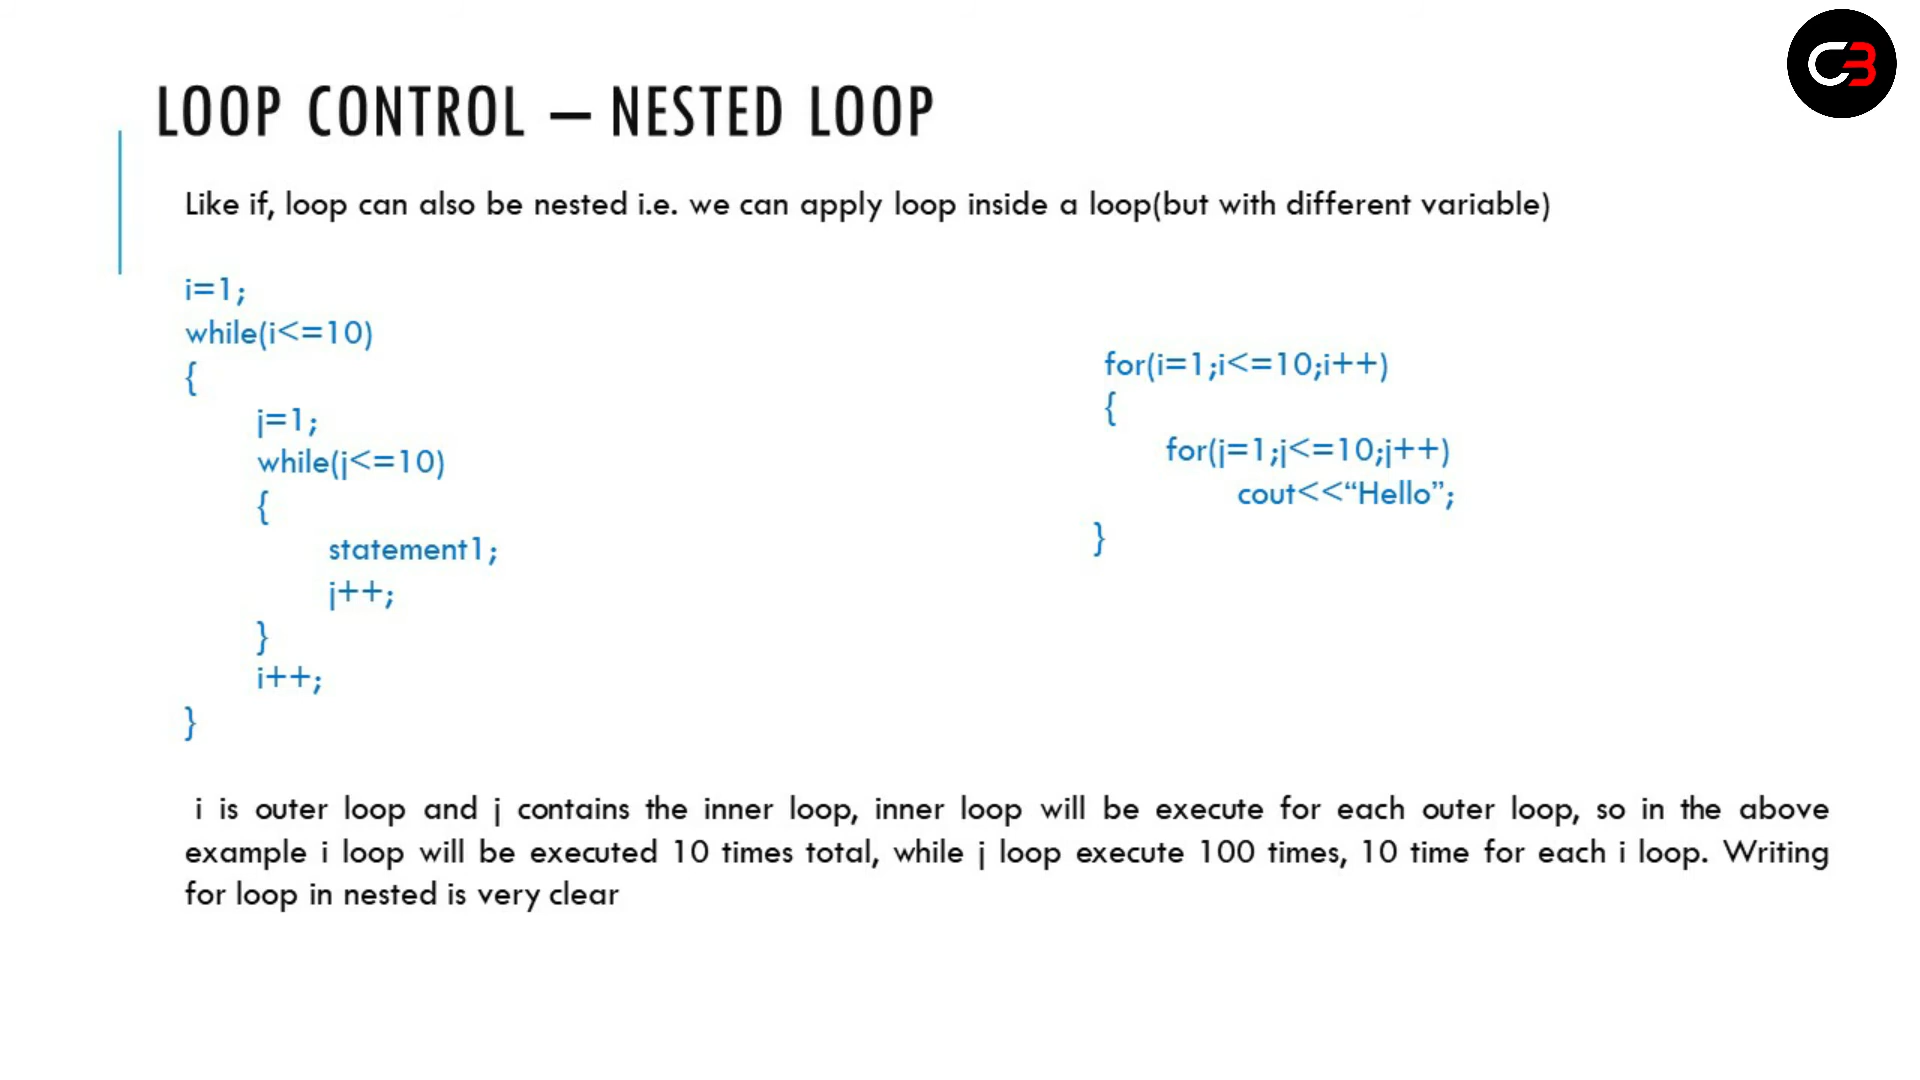 LOOP CONTROL – NESTED LOOP
Like if, loop can also be nested i.e. we can apply loop inside a loop(but with different variable)
i=1;
while(i<=10)
{
j=1;
while(j<=10)
{
statement1;
j++;
}
i++;
}
for(i=1;i<=10;i++)
{
for(j=1;j<=10;j++)
cout<<“Hello”;
}
i is outer loop and j contains the inner loop, inner loop will be execute for each outer loop, so in the above
example i loop will be executed 10 times total, while j loop execute 100 times, 10 time for each i loop. Writing
for loop in nested is very clear
CB